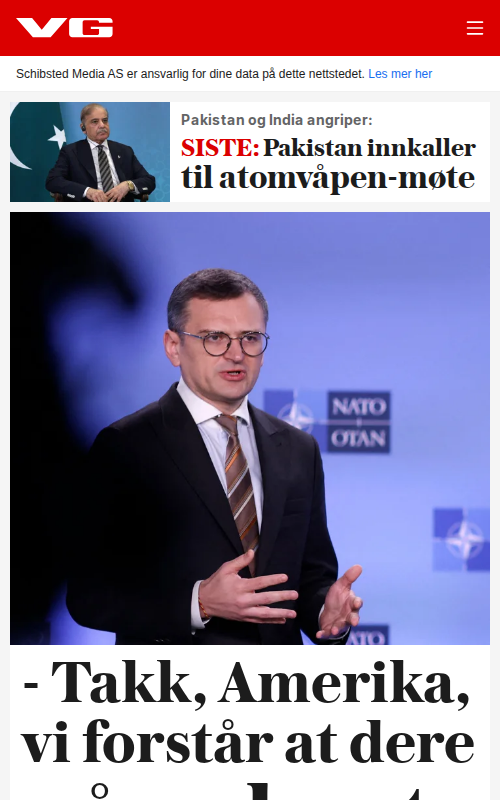 VG
Schibsted Media AS er ansvarlig for dine data på dette nettstedet. Les mer her
Pakistan og India angriper:
SISTE: Pakistan innkaller
til atomvåpen-møte
NATO
OTAN
NATO
- Takk, Amerika,
vi forstår at dere